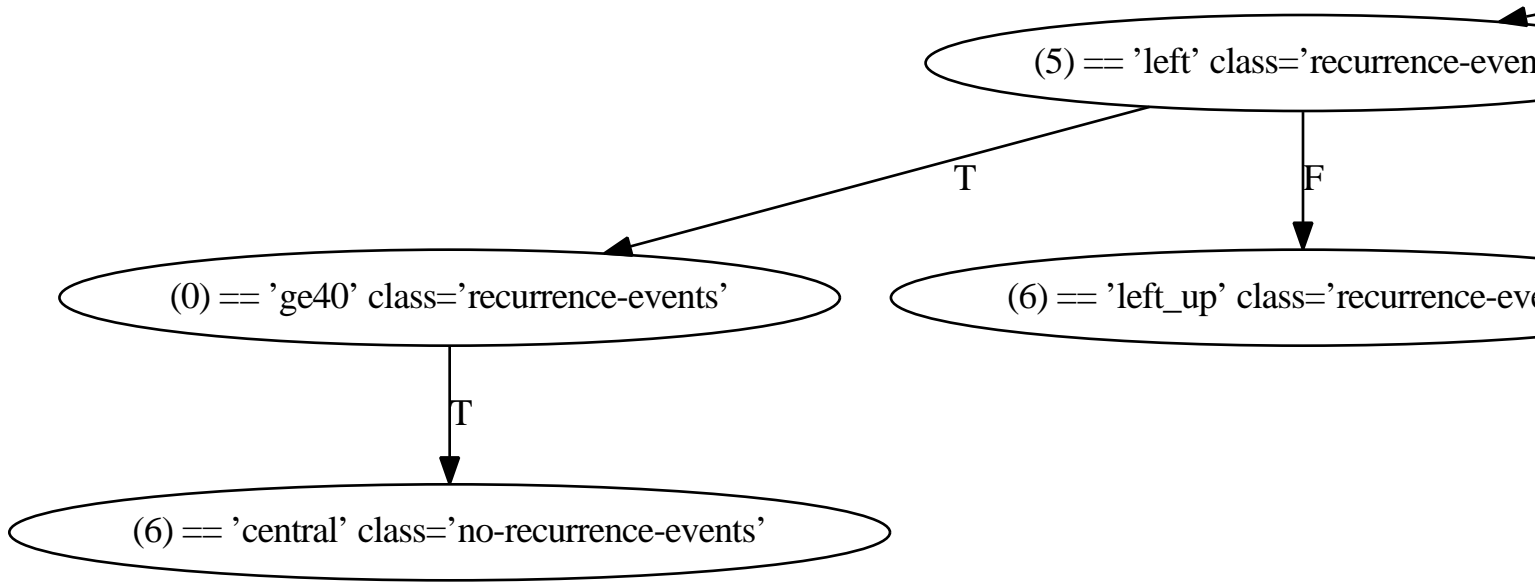 (5) == ’left’ class=’recurrence-even
T
F
(0) == ’ge40’ class=’recurrence-events’
(6) == ’left_up’ class=’recurrence-eve
T
(6) == ’central’ class=’no-recurrence-events’